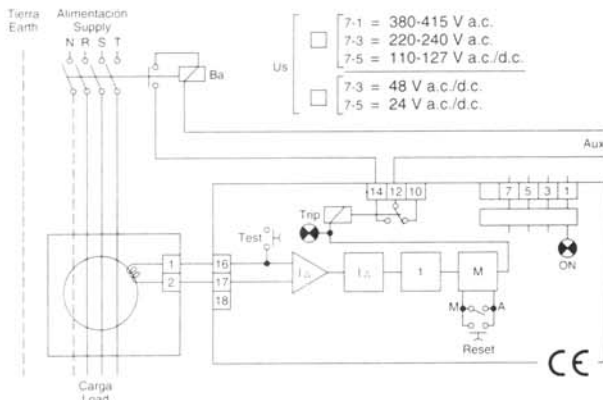 Tierra
Earth
Alimentación
Supply
N R S T
Ba
Us
7-1 = 380-415 V a.c.
7-3 = 220-240 V a.c.
7-5 = 110-127 V a.c./d.c.
7-3 = 48 V a.c./d.c.
7-5 = 24 V a.c./d.c.
Aux
14 12 10
7 5 3 1
Trip
Test
ON
1
2
16
17
18
I△
I△
t
M
M
A
Reset
CE
Carga
Load